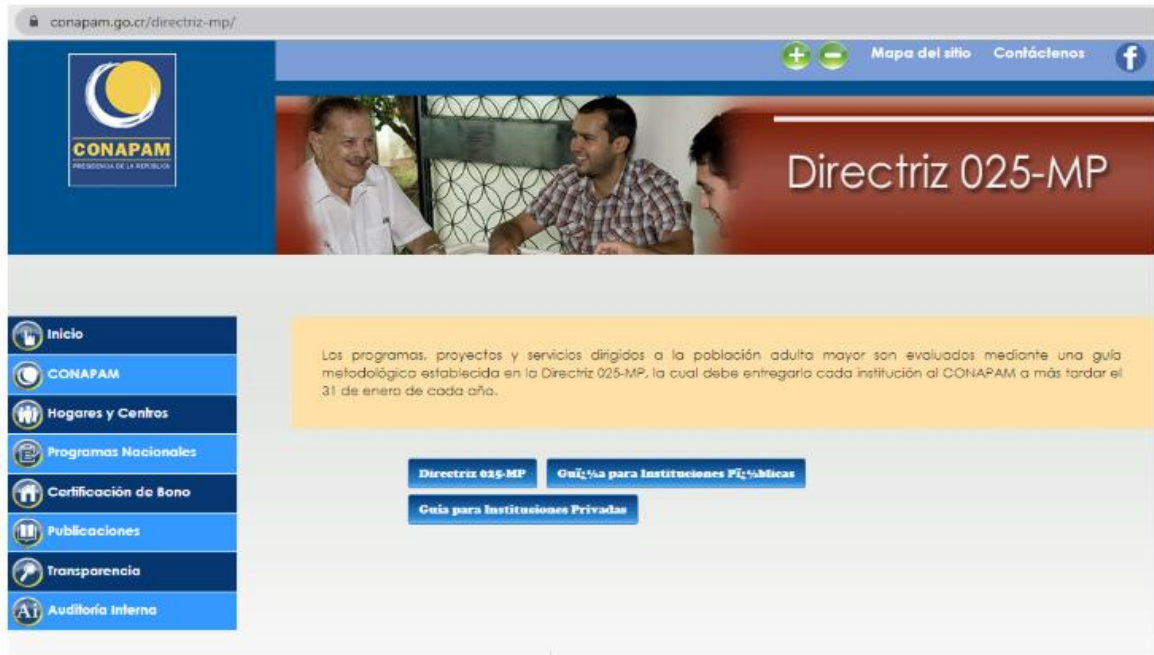 conapam.go.cr/directriz-mp/
Mapa del sitio Contáctenos f
CONAPAM
PRESIDENCIA DE LA REPÚBLICA
Directriz 025-MP
Inicio
CONAPAM
Hogares y Centros
Programas Nacionales
Certificación de Bono
Publicaciones
Transparencia
Ai Auditoría Interna
Los programas, proyectos y servicios dirigidos a la población adulta mayor son evaluados mediante una guía
metodológica establecida en la Directriz 025-MP, la cual debe entregarla cada institución al CONAPAM a más tardar el
31 de enero de cada año.
Directriz 025-MP Guï¿½a para Instituciones Pï¿½blicas
Guia para Instituciones Privadas